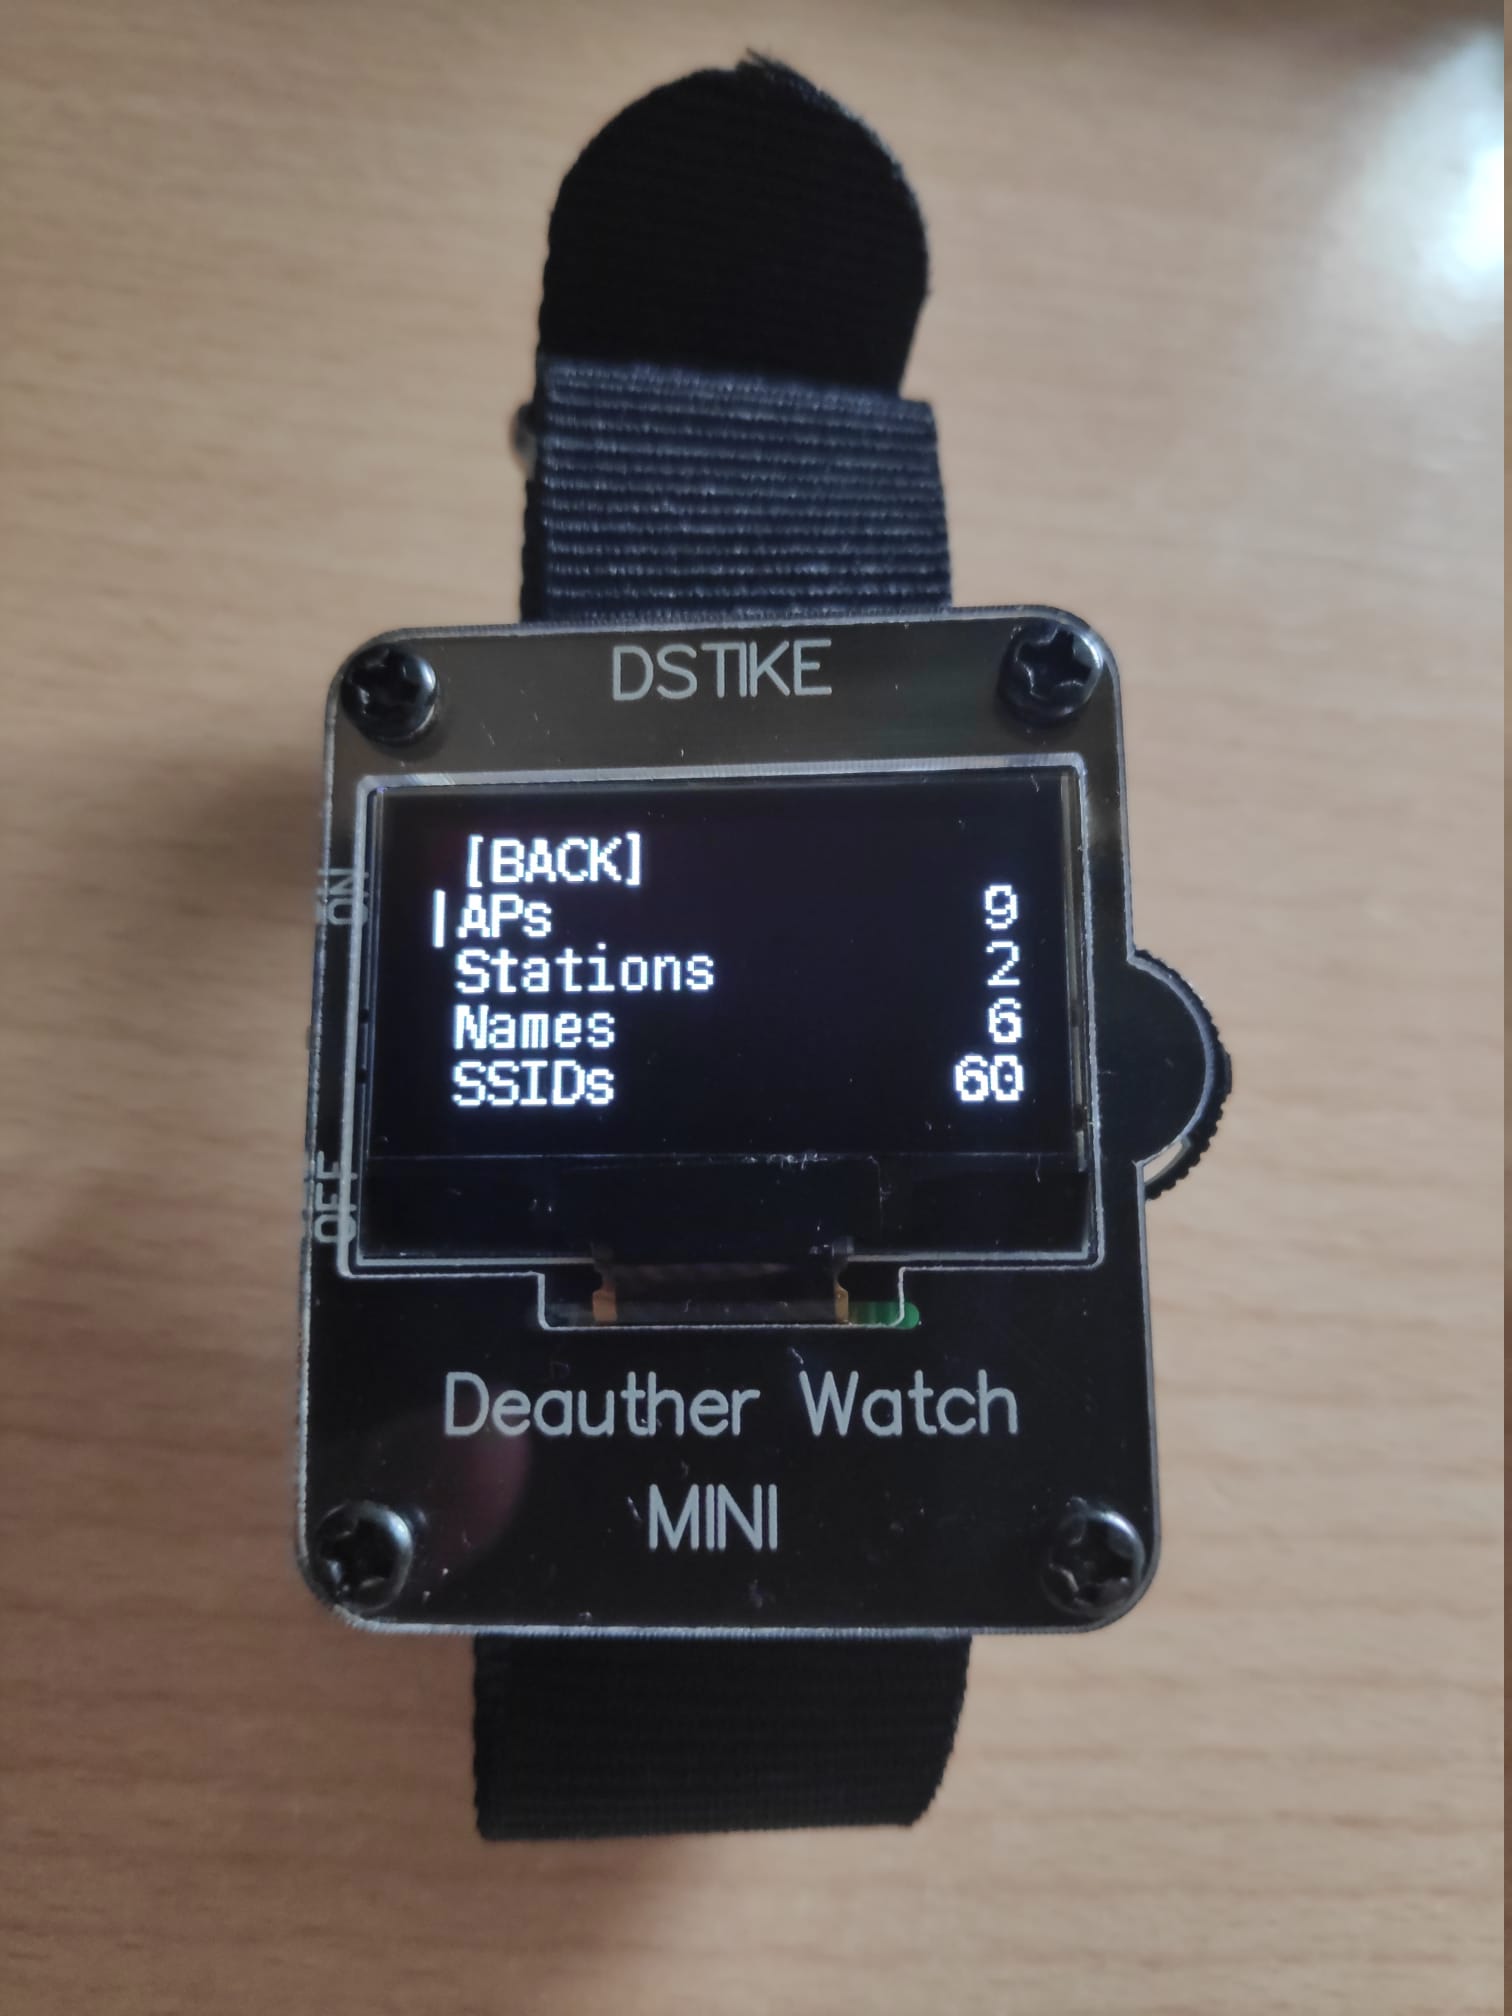 DSTIKE
[BACK]
APs 9
Stations 2
Names 6
SSIDs 60
ON
OFF
Deauther Watch
MINI